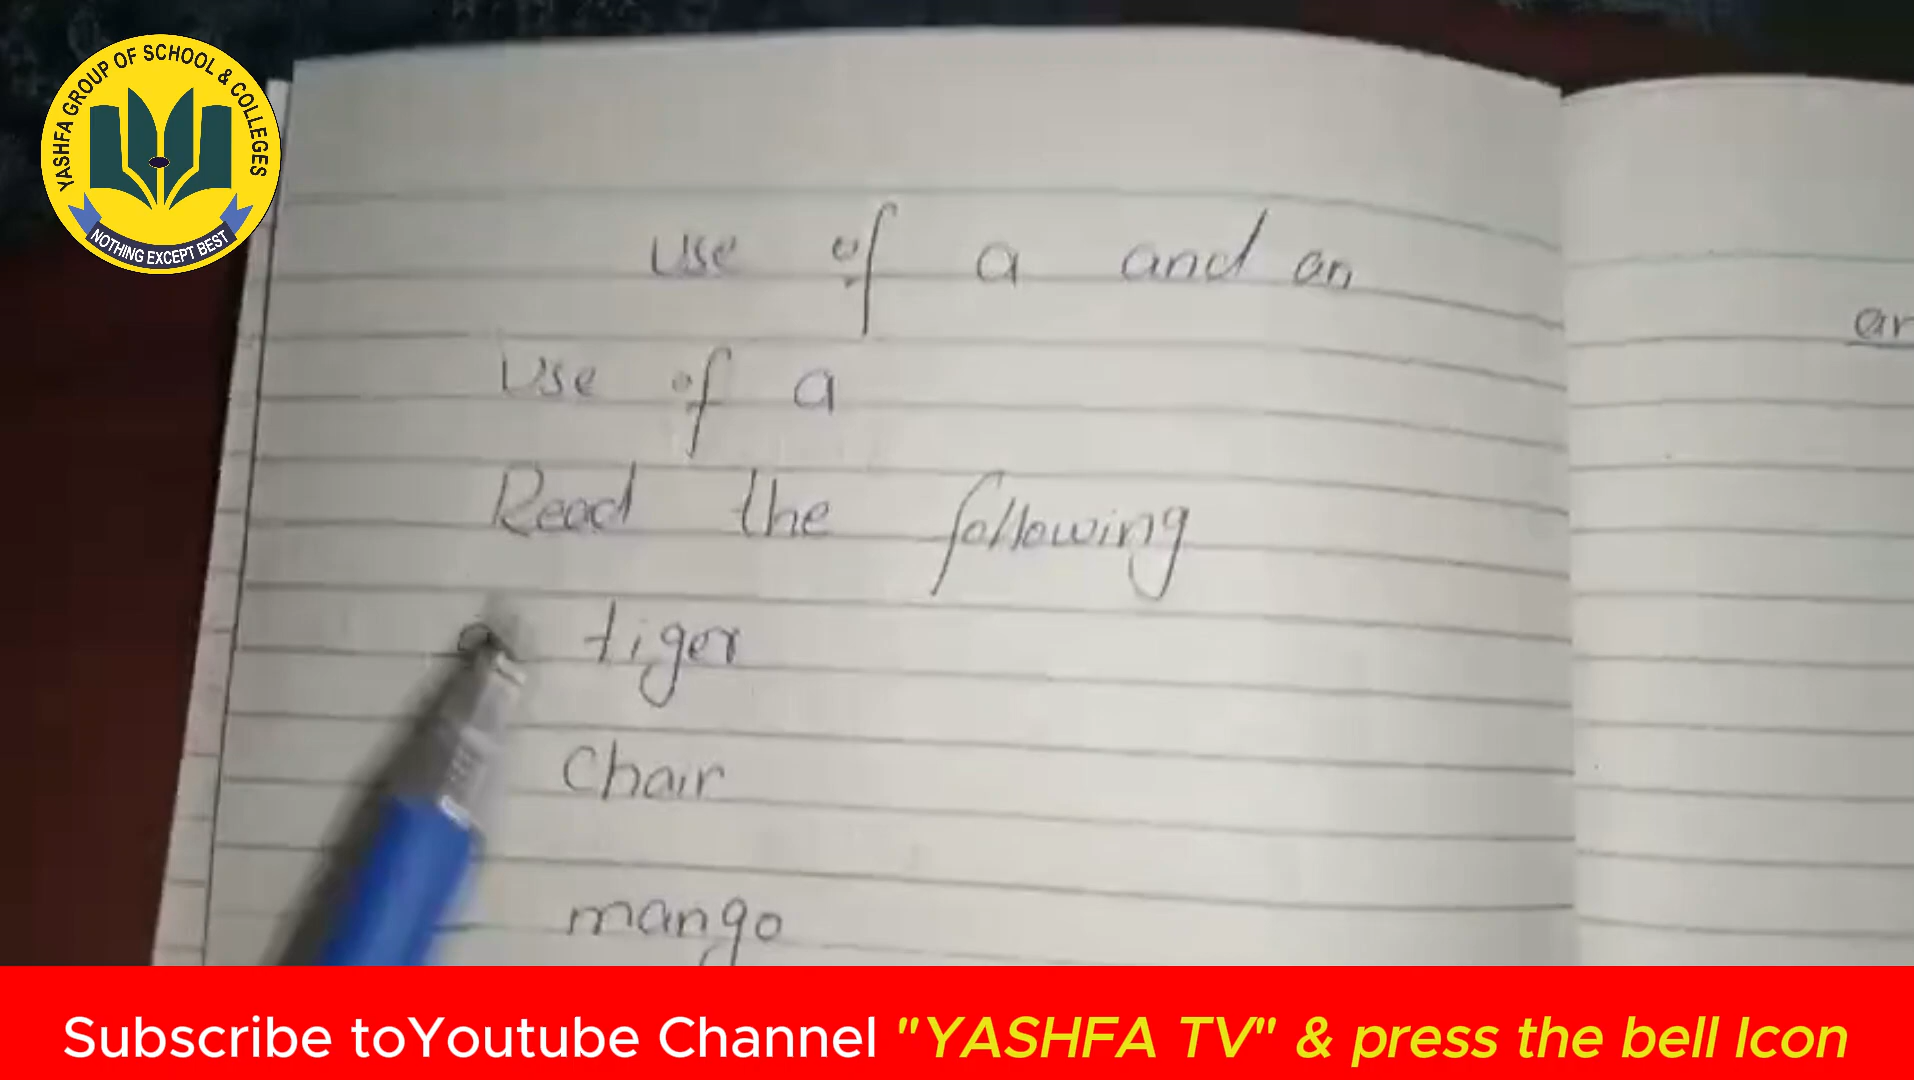 YASHFA GROUP OF SCHOOL & COLLEGES
NOTHING EXCEPT BEST
Use of a and an
Use of a
Read the following
a tiger
Chair
mango
Subscribe toYoutube Channel "YASHFA TV" & press the bell Icon